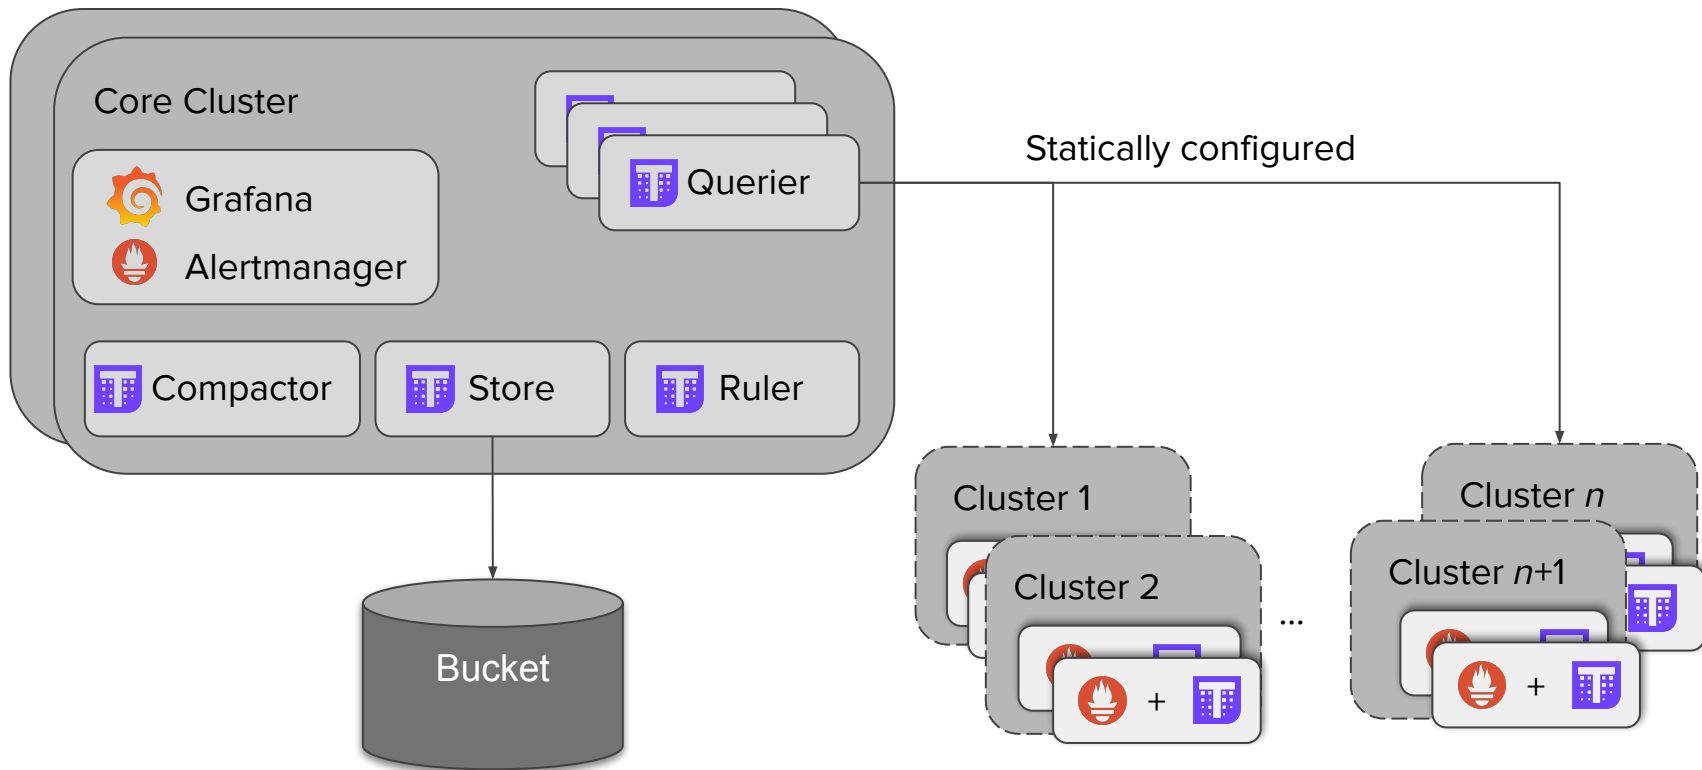 Core Cluster
Querier
Statically configured
Grafana
Alertmanager
Compactor
Store
Ruler
Cluster 1
Cluster n
Cluster 2
Cluster n+1
...
+
+
Bucket